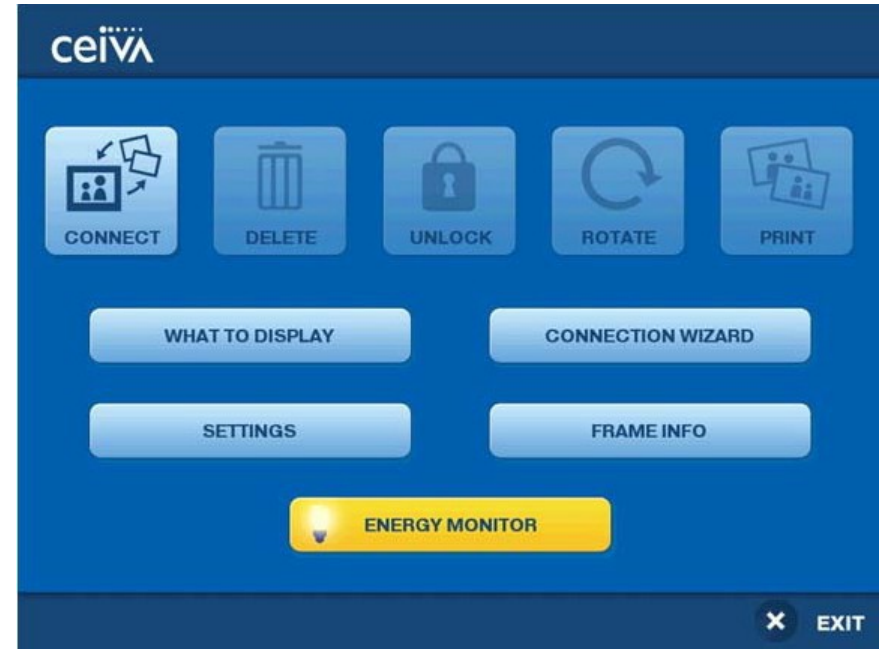 ceiva
CONNECT
DELETE
UNLOCK
ROTATE
PRINT
WHAT TO DISPLAY
CONNECTION WIZARD
SETTINGS
FRAME INFO
ENERGY MONITOR
EXIT